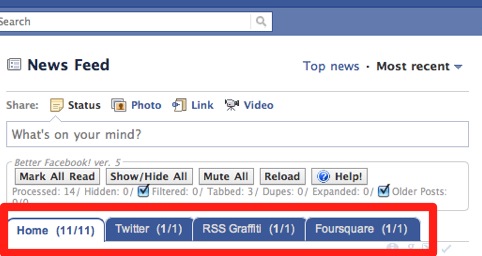 Search
News Feed
Top news · Most recent
Share: Status Photo Link Video
What's on your mind?
Better Facebook! ver. 5
Mark All Read Show/Hide All Mute All Reload Help!
Processed: 14/ Hidden: 0/ Filtered: 0/ Tabbed: 3/ Dupes: 0/ Expanded: 0/ Older Posts:
0/0
Home (11/11) Twitter (1/1) RSS Graffiti (1/1) Foursquare (1/1)